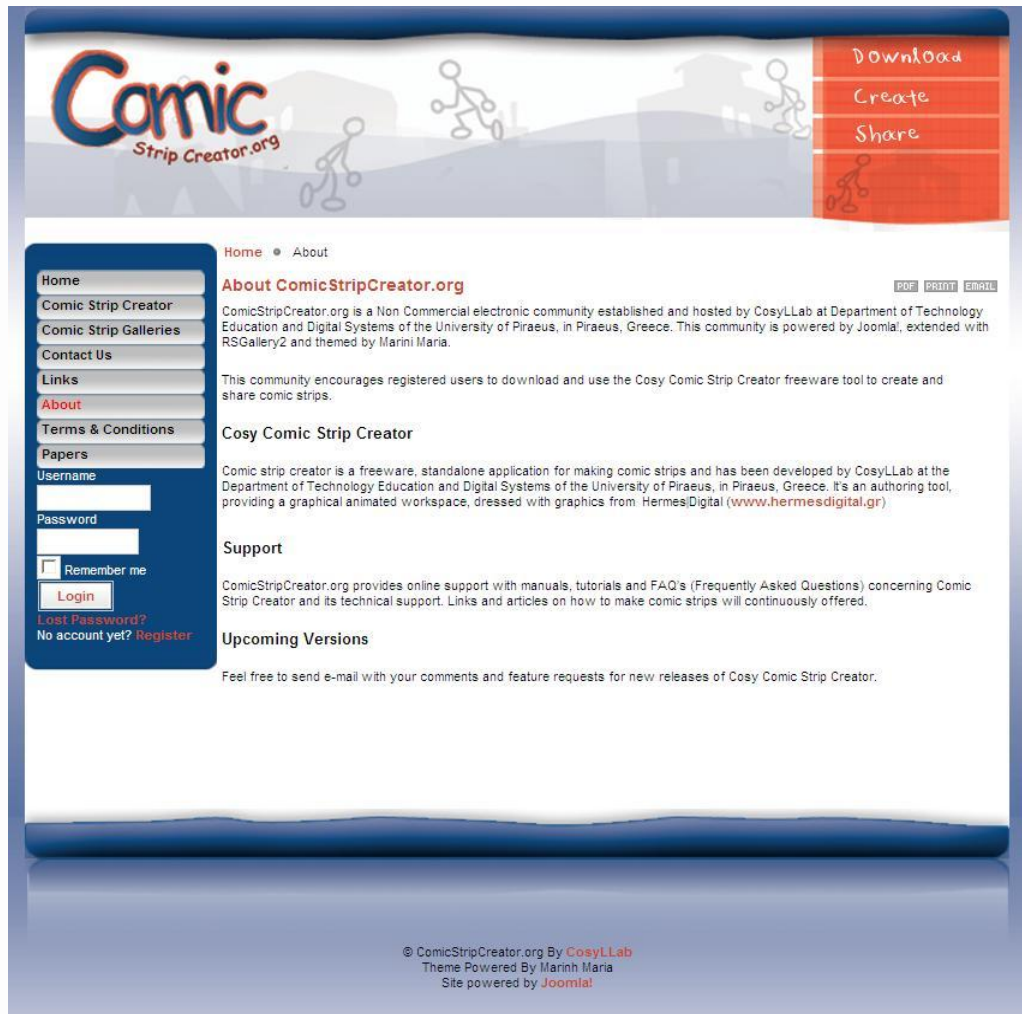 Comic
Strip Creator.org
Download
Create
Share
Home
Comic Strip Creator
Comic Strip Galleries
Contact Us
Links
About
Terms & Conditions
Papers
Username
Password
Remember me
Login
Lost Password?
No account yet? Register
Home About
About ComicStripCreator.org
PDF PRINT EMAIL
ComicStripCreator.org is a Non Commercial electronic community established and hosted by CosyLLab at Department of Technology
Education and Digital Systems of the University of Piraeus, in Piraeus, Greece. This community is powered by Joomla!, extended with
RSGallery2 and themed by Marini Maria.
This community encourages registered users to download and use the Cosy Comic Strip Creator freeware tool to create and
share comic strips.
Cosy Comic Strip Creator
Comic strip creator is a freeware, standalone application for making comic strips and has been developed by CosyLLab at the
Department of Technology Education and Digital Systems of the University of Piraeus, in Piraeus, Greece. It's an authoring tool,
providing a graphical animated workspace, dressed with graphics from Hermes|Digital (www.hermesdigital.gr)
Support
ComicStripCreator.org provides online support with manuals, tutorials and FAQ's (Frequently Asked Questions) concerning Comic
Strip Creator and its technical support. Links and articles on how to make comic strips will continuously offered.
Upcoming Versions
Feel free to send e-mail with your comments and feature requests for new releases of Cosy Comic Strip Creator.
© ComicStripCreator.org By CosyLLab
Theme Powered By Marinh Maria
Site powered by Joomla!